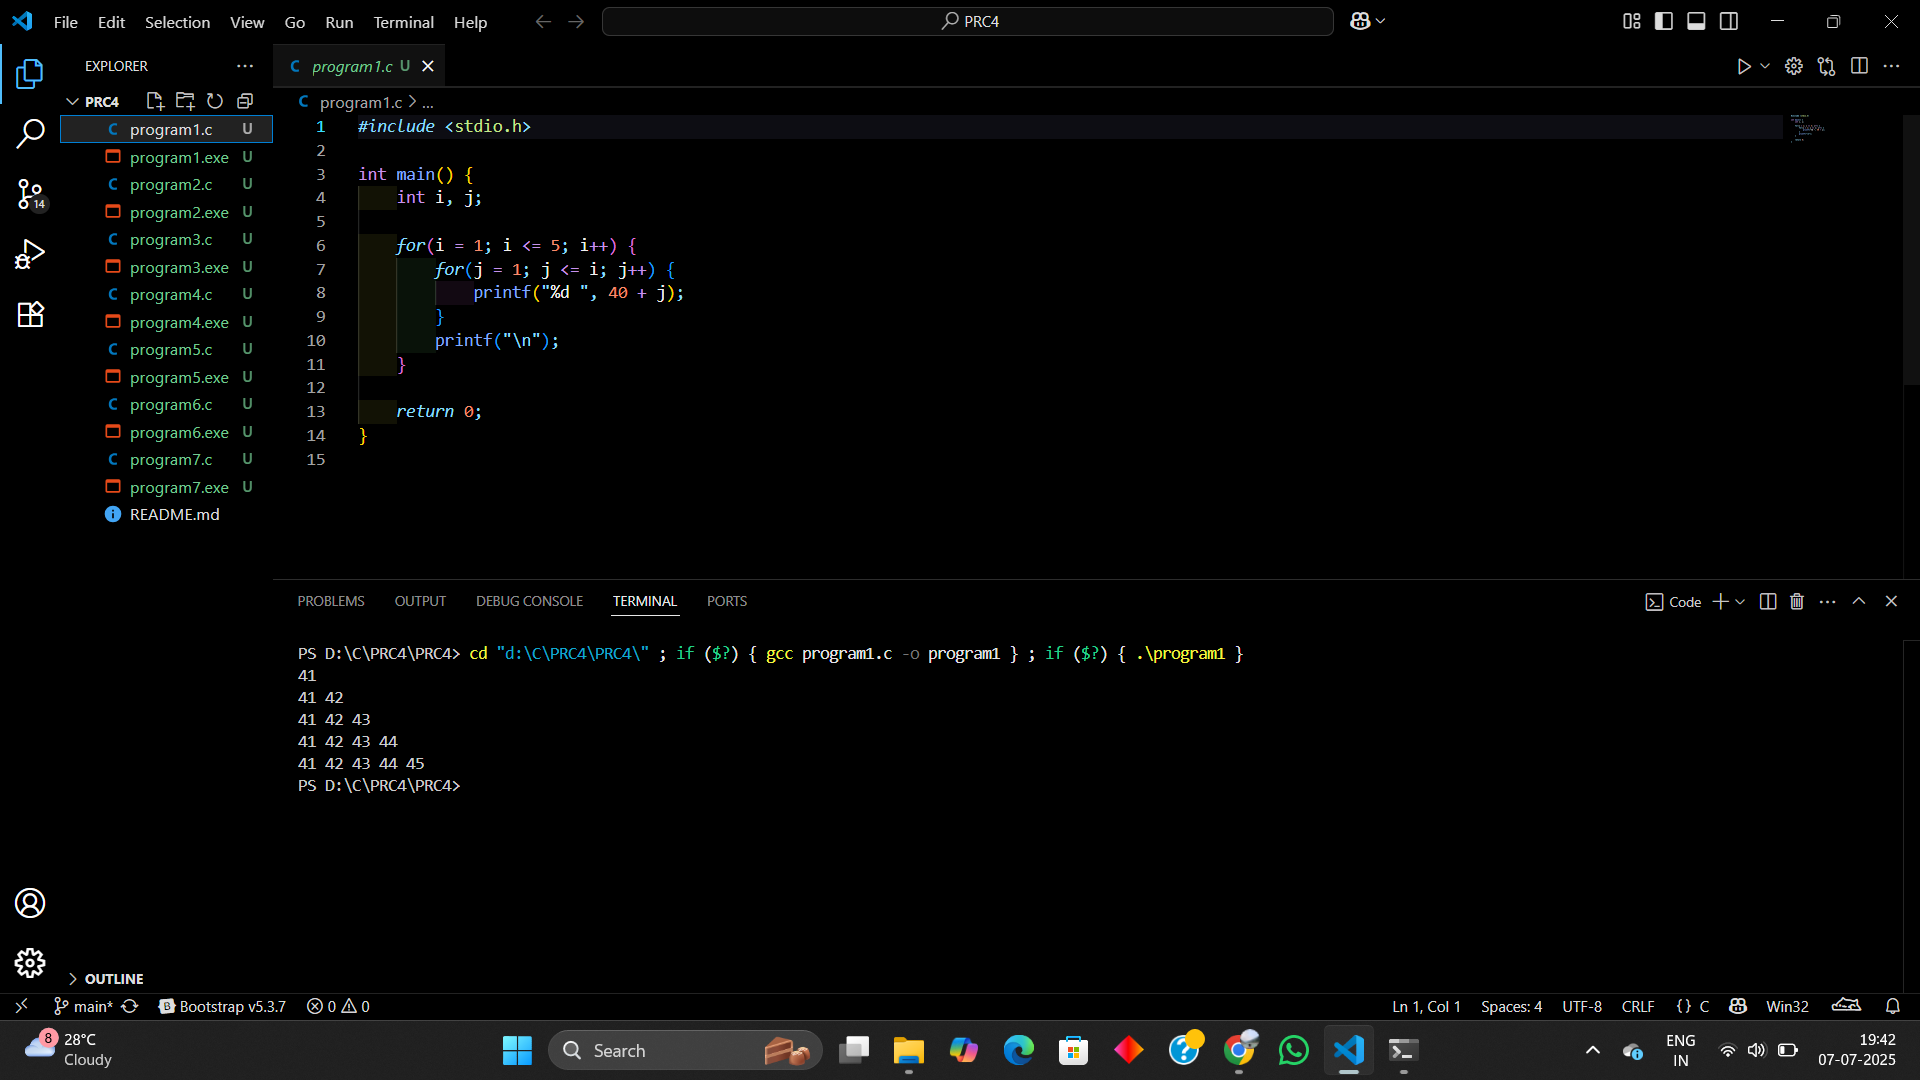 File Edit Selection View Go Run Terminal Help
PRC4
EXPLORER
PRC4
program1.c U
program1.exe U
program2.c U
program2.exe U
program3.c U
program3.exe U
program4.c U
program4.exe U
program5.c U
program5.exe U
program6.c U
program6.exe U
program7.c U
program7.exe U
README.md
14
OUTLINE
program1.c U
program1.c > ...
1 #include <stdio.h>
2
3 int main() {
4 int i, j;
5
6 for(i = 1; i <= 5; i++) {
7 for(j = 1; j <= i; j++) {
8 printf("%d ", 40 + j);
9 }
10 printf("\n");
11 }
12
13 return 0;
14 }
15
PROBLEMS OUTPUT DEBUG CONSOLE TERMINAL PORTS
Code
PS D:\C\PRC4\PRC4> cd "d:\C\PRC4\PRC4\" ; if ($?) { gcc program1.c -o program1 } ; if ($?) { .\program1 }
41
41 42
41 42 43
41 42 43 44
41 42 43 44 45
PS D:\C\PRC4\PRC4>
main* Bootstrap v5.3.7 0 0
Ln 1, Col 1 Spaces: 4 UTF-8 CRLF {} C Win32
8 28°C
Cloudy
Search
ENG
IN
19:42
07-07-2025